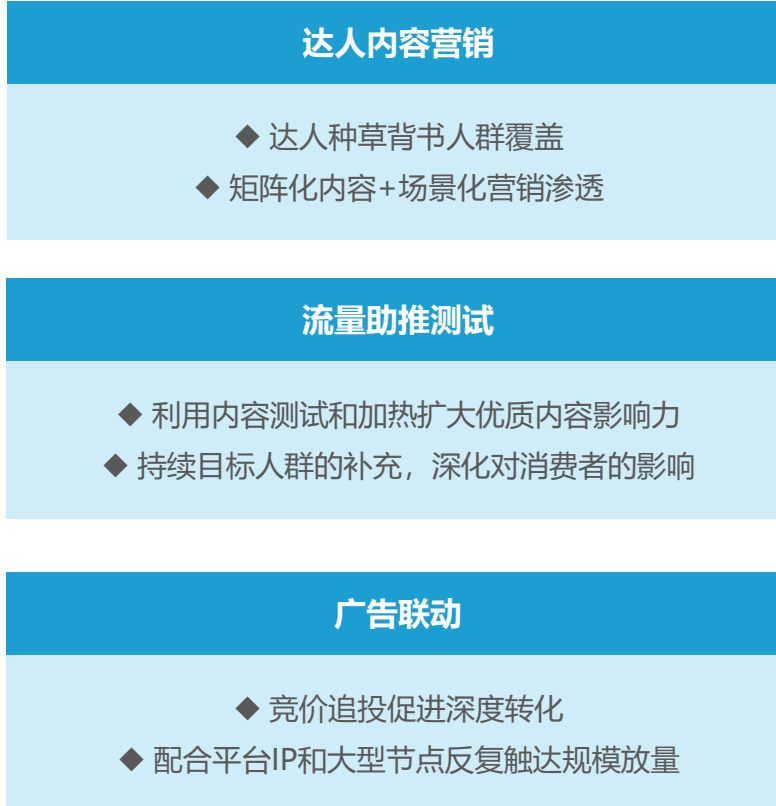 达人内容营销
◆ 达人种草背书人群覆盖
◆ 矩阵化内容+场景化营销渗透
流量助推测试
◆ 利用内容测试和加热扩大优质内容影响力
◆ 持续目标人群的补充，深化对消费者的影响
广告联动
◆ 竞价追投促进深度转化
◆ 配合平台IP和大型节点反复触达规模放量